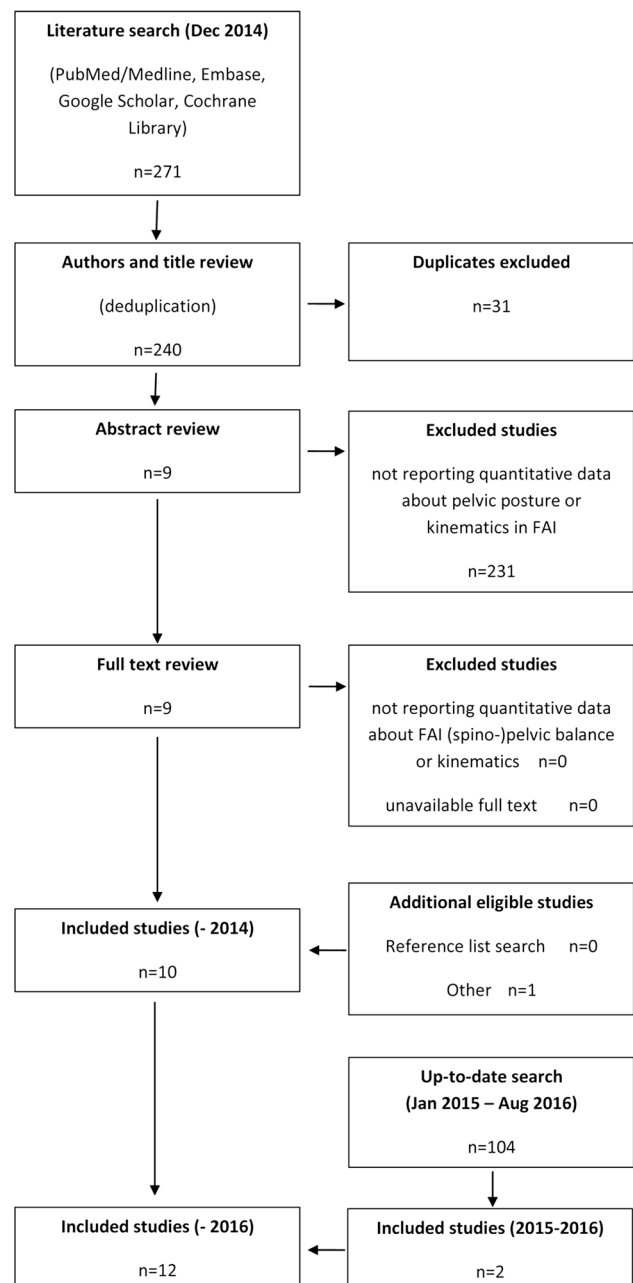 Literature search (Dec 2014)
(PubMed/Medline, Embase,
Google Scholar, Cochrane
Library)
n=271
Authors and title review
(deduplication)
n=240
Duplicates excluded
n=31
Abstract review
n=9
Excluded studies
not reporting quantitative data
about pelvic posture or
kinematics in FAI
n=231
Full text review
n=9
Excluded studies
not reporting quantitative data
about FAI (spino-)pelvic balance
or kinematics n=0
unavailable full text n=0
Included studies (- 2014)
n=10
Additional eligible studies
Reference list search n=0
Other n=1
Up-to-date search
(Jan 2015 – Aug 2016)
n=104
Included studies (- 2016)
n=12
Included studies (2015-2016)
n=2